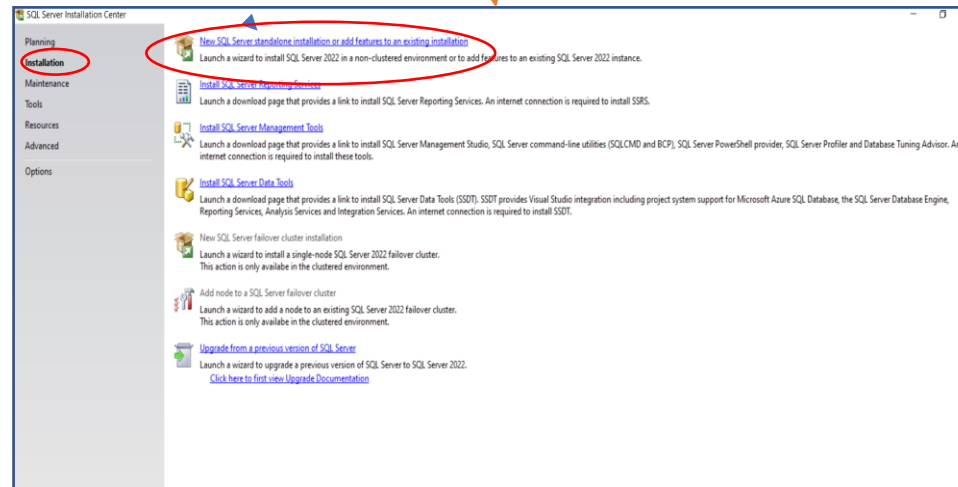 SQL Server Installation Center
Planning
Installation
Maintenance
Tools
Resources
Advanced
Options
New SQL Server standalone installation or add features to an existing installation
Launch a wizard to install SQL Server 2022 in a non-clustered environment or to add features to an existing SQL Server 2022 instance.
Install SQL Server Reporting Services
Launch a download page that provides a link to install SQL Server Reporting Services. An internet connection is required to install SSRS.
Install SQL Server Management Tools
Launch a download page that provides a link to install SQL Server Management Studio, SQL Server command-line utilities (SQLCMD and BCP), SQL Server PowerShell provider, SQL Server Profiler and Database Tuning Advisor. An
internet connection is required to install these tools.
Install SQL Server Data Tools
Launch a download page that provides a link to install SQL Server Data Tools (SSDT). SSDT provides Visual Studio integration including project system support for Microsoft Azure SQL Database, the SQL Server Database Engine,
Reporting Services, Analysis Services and Integration Services. An internet connection is required to install SSDT.
New SQL Server failover cluster installation
Launch a wizard to install a single-node SQL Server 2022 failover cluster.
This action is only availabe in the clustered environment.
Add node to a SQL Server failover cluster
Launch a wizard to add a node to an existing SQL Server 2022 failover cluster.
This action is only availabe in the clustered environment.
Upgrade from a previous version of SQL Server
Launch a wizard to upgrade a previous version of SQL Server to SQL Server 2022.
Click here to first view Upgrade Documentation